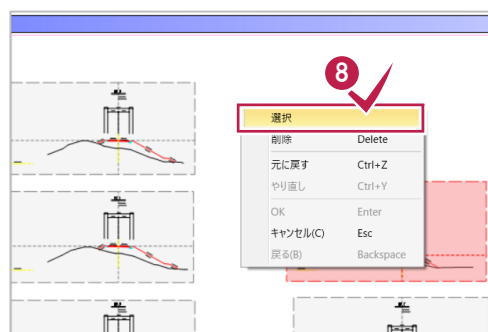 8
選択
削除 Delete
元に戻す Ctrl+Z
やり直し Ctrl+Y
OK Enter
キャンセル(C) Esc
戻る(B) Backspace